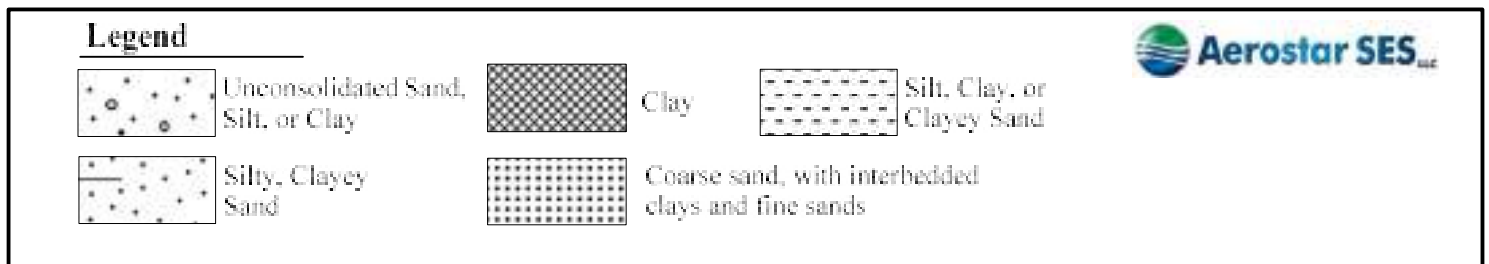 Legend
Aerostar SES LLC
Unconsolidated Sand,
Silt, or Clay
Clay
Silt, Clay, or
Clayey Sand
Silty, Clayey
Sand
Coarse sand, with interbedded
clays and fine sands